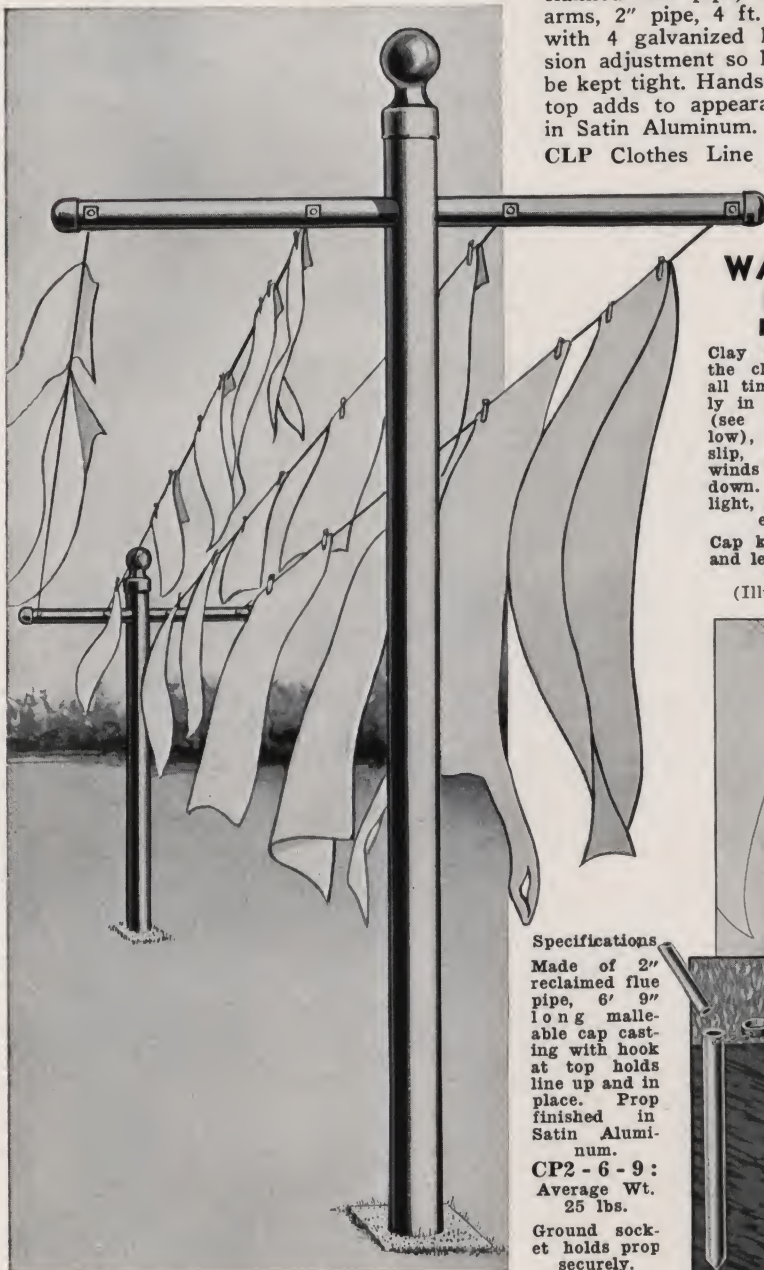 arms, 2" pipe, 4 ft.
with 4 galvanized
sion adjustment so
be kept tight. Hands
top adds to appeara
in Satin Aluminum.
CLP Clothes Line
WA
Clay
the cl
all tim
ly in
(see
low),
slip,
winds
down.
light,
e
Cap k
and le
(Ill
Specifications
Made of 2"
reclaimed flue
pipe, 6' 9"
long malle-
able cap cast-
ing with hook
at top holds
line up and in
place. Prop
finished in
Satin Alumi-
num.
CP2 - 6 - 9 :
Average Wt.
25 lbs.
Ground sock-
et holds prop
securely.